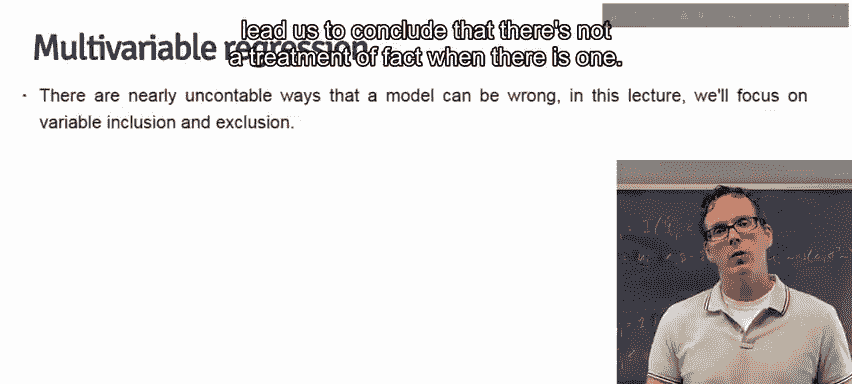 lead us to conclude that there's not
Multivariable regression
a treatment of fact when there is one.
· There are nearly uncontable ways that a model can be wrong, in this lecture, we'll focus on
variable inclusion and exclusion.